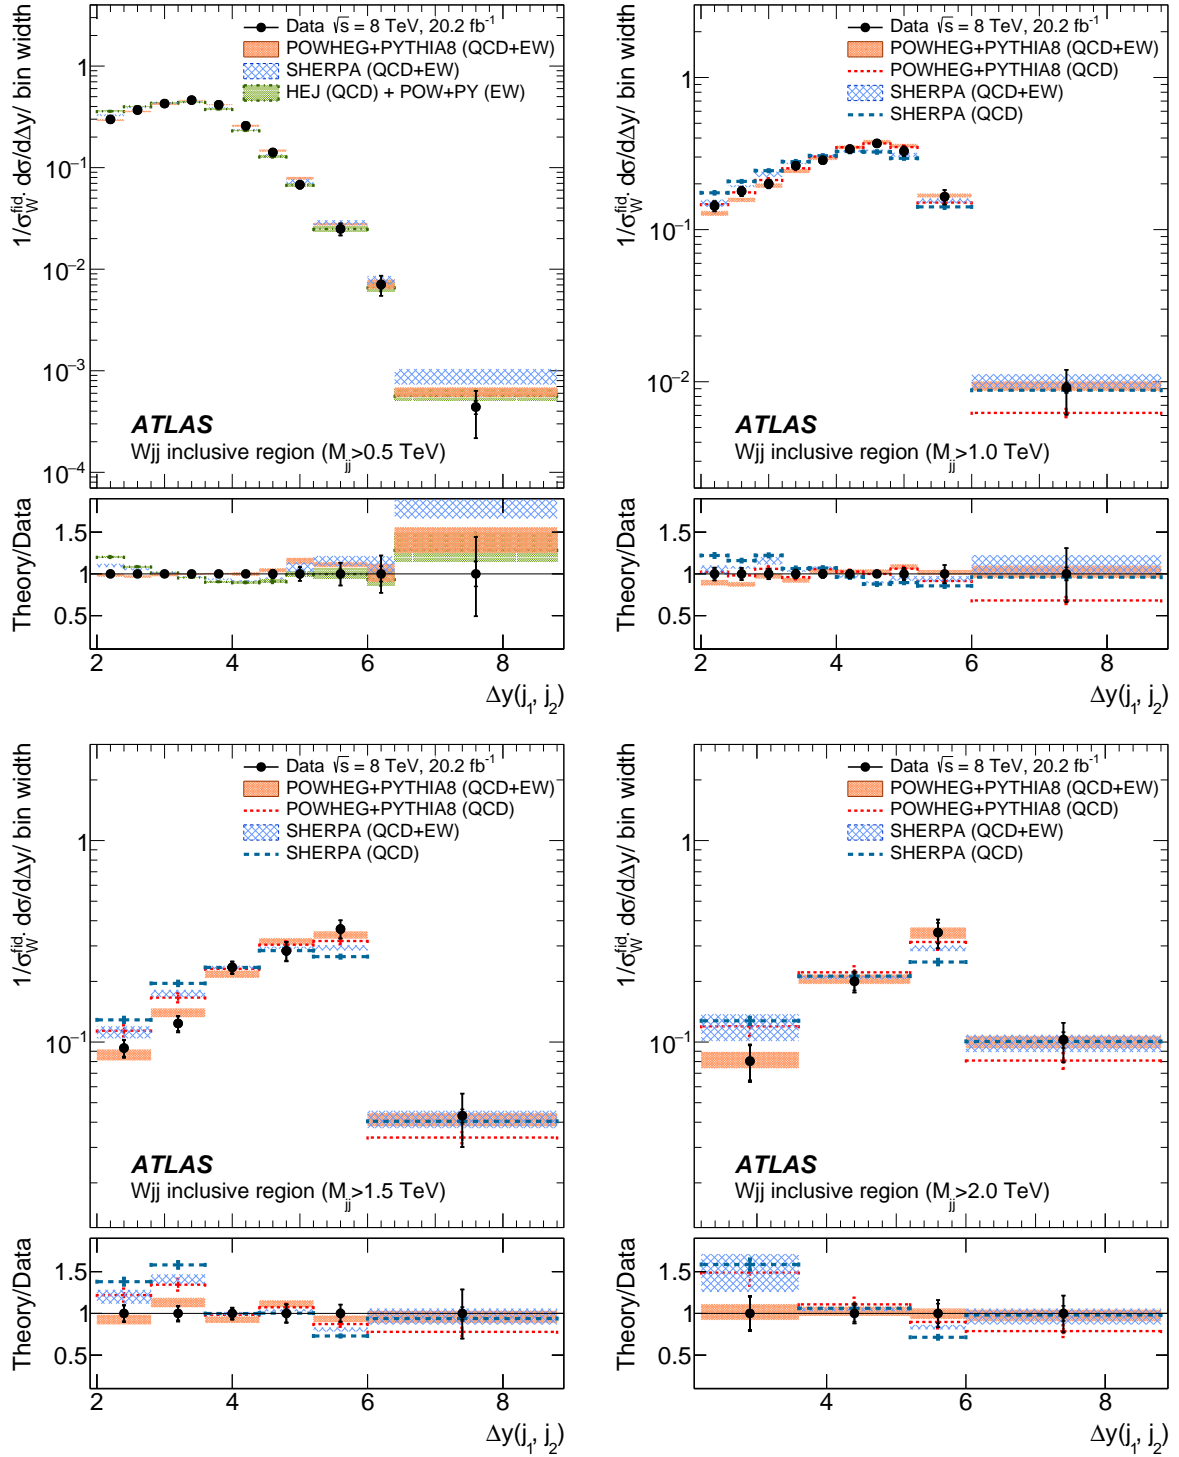 1/σ_W^fid. dσ/dΔy/ bin width
1
10⁻¹
10⁻²
10⁻³
10⁻⁴
Data √s = 8 TeV, 20.2 fb⁻¹
POWHEG+PYTHIA8 (QCD+EW)
SHERPA (QCD+EW)
HEJ (QCD) + POW+PY (EW)
ATLAS
Wjj inclusive region (M_jj>0.5 TeV)
Theory/Data
1.5
1
0.5
2 4 6 8
Δy(j₁, j₂)
1/σ_W^fid. dσ/dΔy/ bin width
1
10⁻¹
10⁻²
Data √s = 8 TeV, 20.2 fb⁻¹
POWHEG+PYTHIA8 (QCD+EW)
POWHEG+PYTHIA8 (QCD)
SHERPA (QCD+EW)
SHERPA (QCD)
ATLAS
Wjj inclusive region (M_jj>1.0 TeV)
Theory/Data
1.5
1
0.5
2 4 6 8
Δy(j₁, j₂)
1/σ_W^fid. dσ/dΔy/ bin width
1
10⁻¹
Data √s = 8 TeV, 20.2 fb⁻¹
POWHEG+PYTHIA8 (QCD+EW)
POWHEG+PYTHIA8 (QCD)
SHERPA (QCD+EW)
SHERPA (QCD)
ATLAS
Wjj inclusive region (M_jj>1.5 TeV)
Theory/Data
1.5
1
0.5
2 4 6 8
Δy(j₁, j₂)
1/σ_W^fid. dσ/dΔy/ bin width
1
10⁻¹
Data √s = 8 TeV, 20.2 fb⁻¹
POWHEG+PYTHIA8 (QCD+EW)
POWHEG+PYTHIA8 (QCD)
SHERPA (QCD+EW)
SHERPA (QCD)
ATLAS
Wjj inclusive region (M_jj>2.0 TeV)
Theory/Data
1.5
1
0.5
4 6 8
Δy(j₁, j₂)